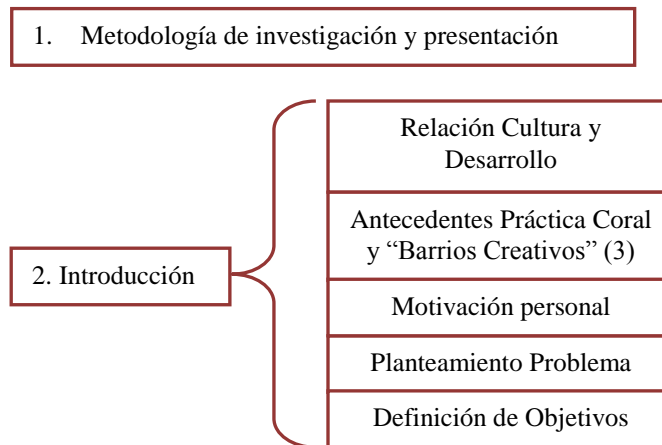 1. Metodología de investigación y presentación
Relación Cultura y
Desarrollo
Antecedentes Práctica Coral
y “Barrios Creativos” (3)
2. Introducción
Motivación personal
Planteamiento Problema
Definición de Objetivos